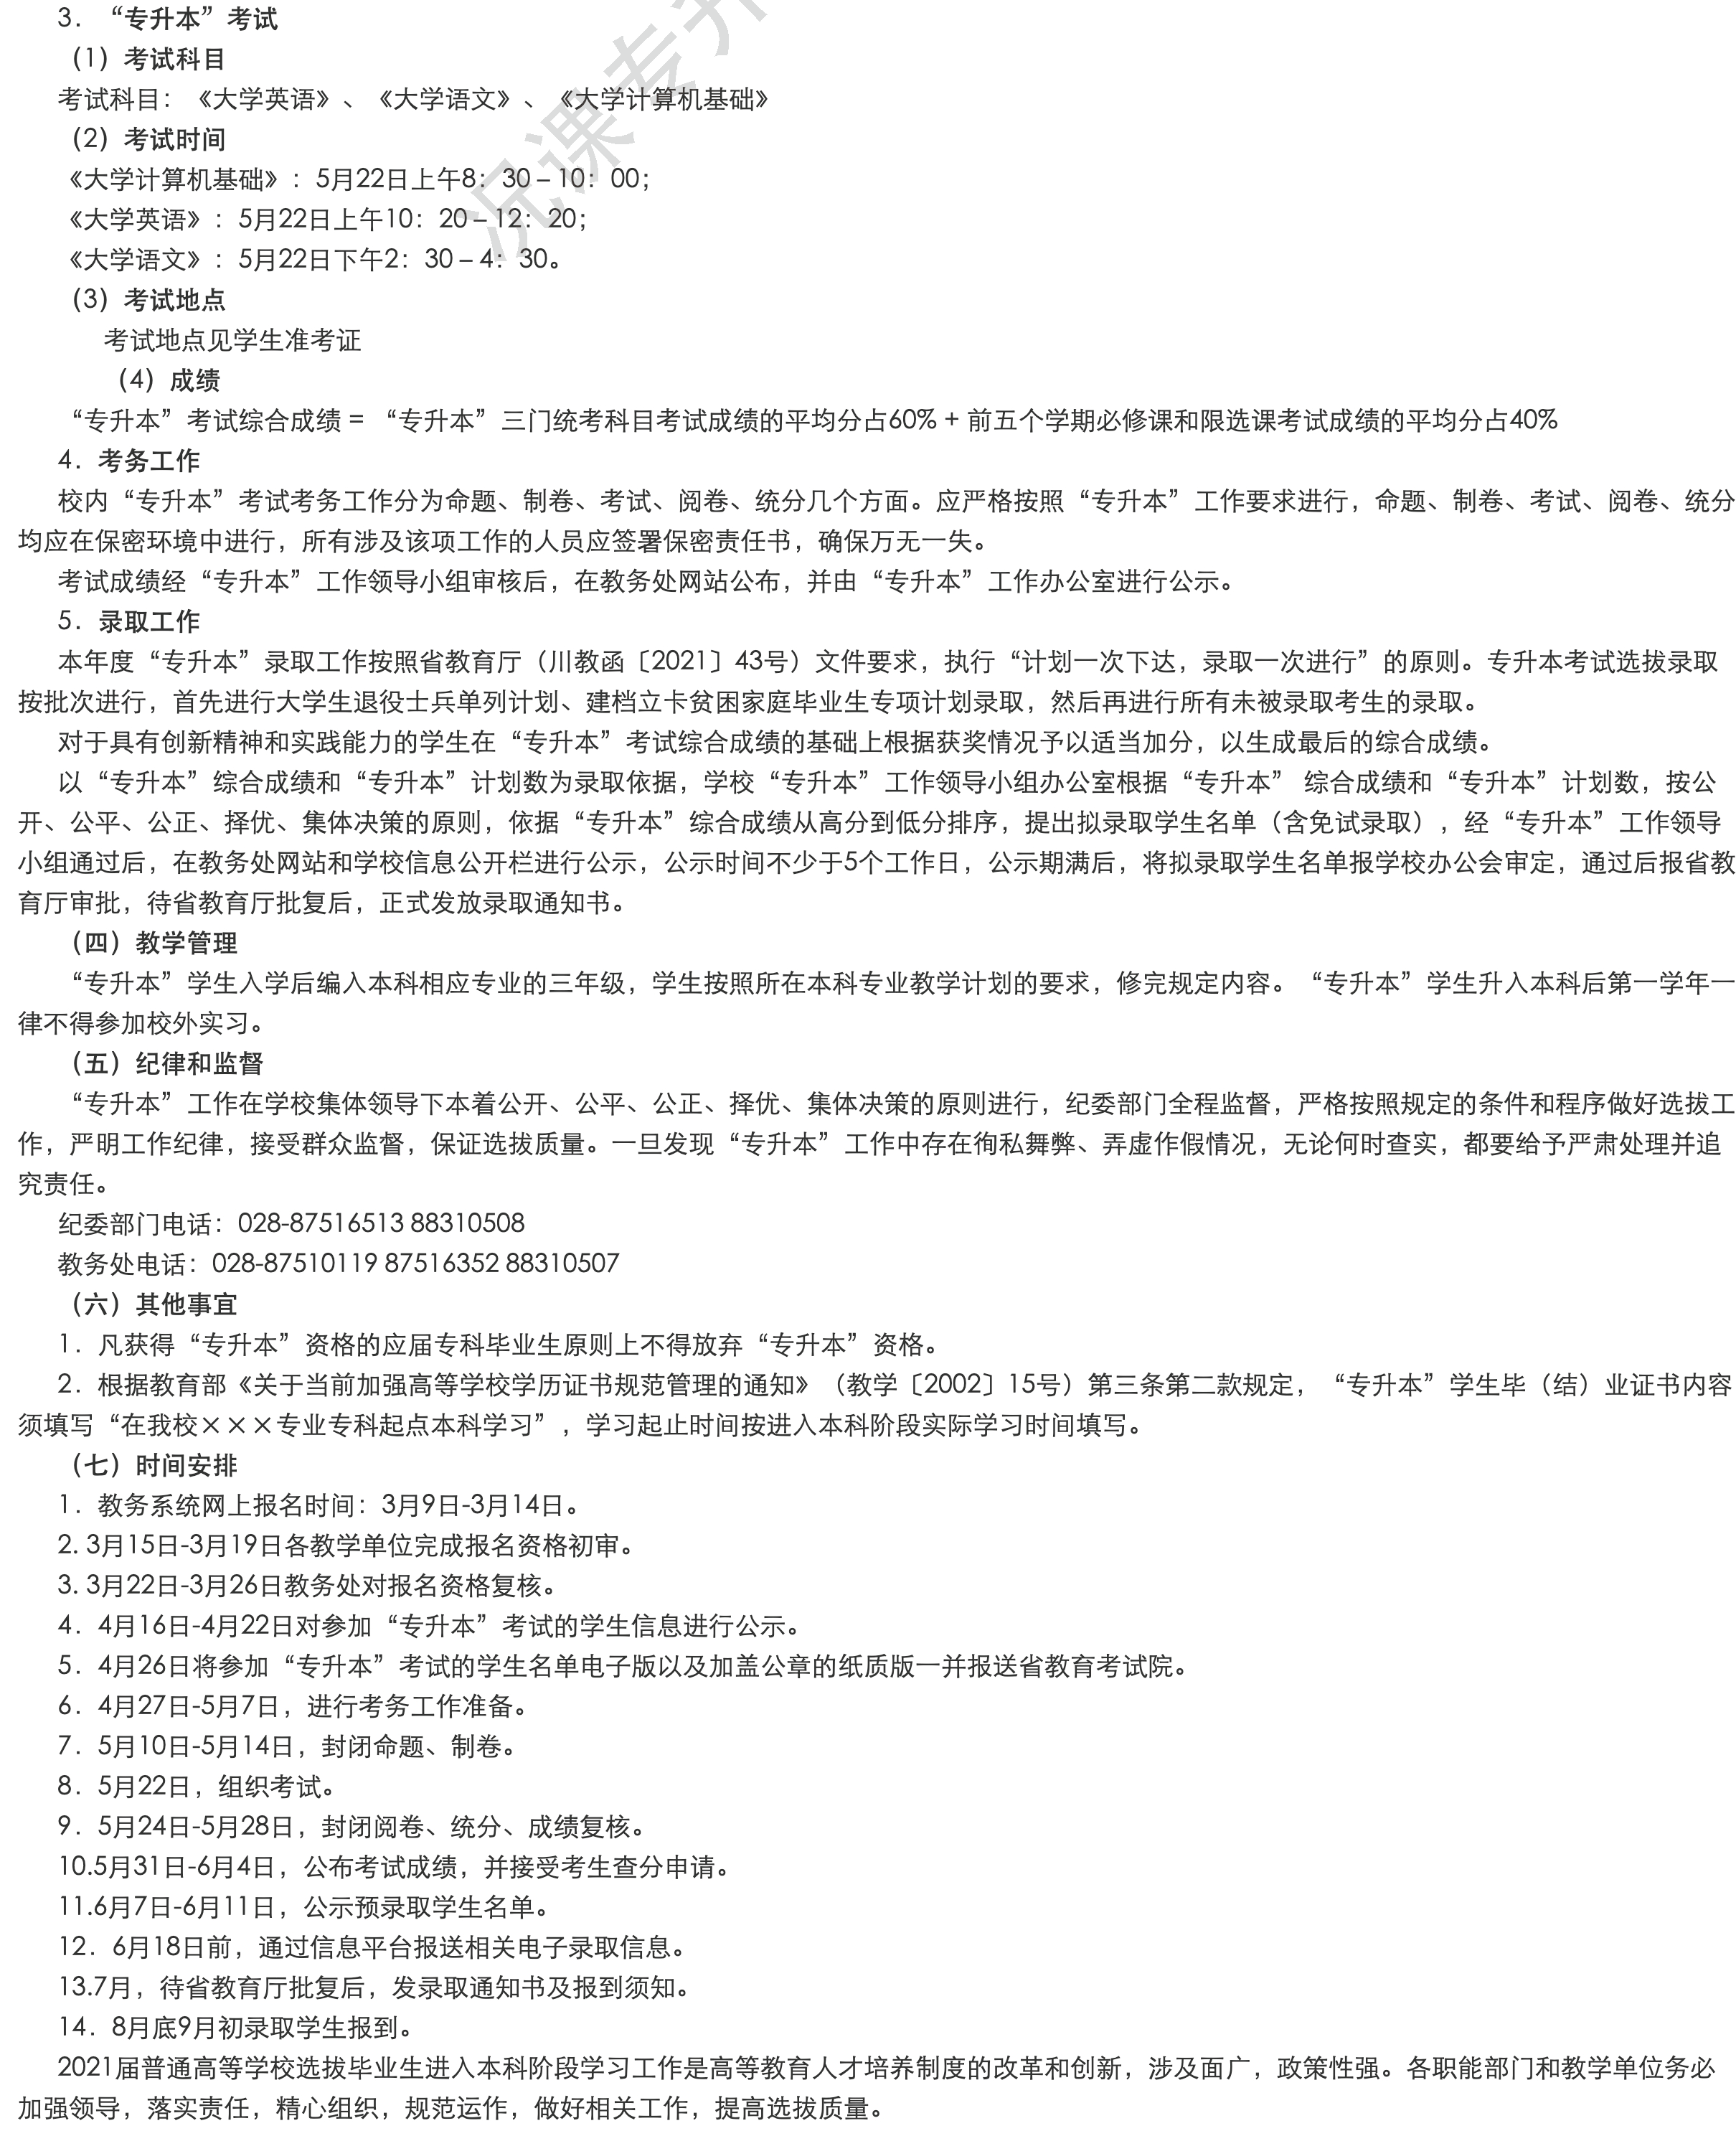 3．“专升本”考试
（1）考试科目
考试科目：《大学英语》、《大学语文》、《大学计算机基础》
（2）考试时间
《大学计算机基础》：5月22日上午8：30 – 10：00；
《大学英语》：5月22日上午10：20 – 12：20；
《大学语文》：5月22日下午2：30 – 4：30。
（3）考试地点
考试地点见学生准考证
（4）成绩
“专升本”考试综合成绩 = “专升本”三门统考科目考试成绩的平均分占60% + 前五个学期必修课和限选课考试成绩的平均分占40%
4．考务工作
校内“专升本”考试考务工作分为命题、制卷、考试、阅卷、统分几个方面。应严格按照“专升本”工作要求进行，命题、制卷、考试、阅卷、统分
均应在保密环境中进行，所有涉及该项工作的人员应签署保密责任书，确保万无一失。
考试成绩经“专升本”工作领导小组审核后，在教务处网站公布，并由“专升本”工作办公室进行公示。
5．录取工作
本年度“专升本”录取工作按照省教育厅（川教函〔2021〕43号）文件要求，执行“计划一次下达，录取一次进行”的原则。专升本考试选拔录取
按批次进行，首先进行大学生退役士兵单列计划、建档立卡贫困家庭毕业生专项计划录取，然后再进行所有未被录取考生的录取。
对于具有创新精神和实践能力的学生在“专升本”考试综合成绩的基础上根据获奖情况予以适当加分，以生成最后的综合成绩。
以“专升本”综合成绩和“专升本”计划数为录取依据，学校“专升本”工作领导小组办公室根据“专升本” 综合成绩和“专升本”计划数，按公
开、公平、公正、择优、集体决策的原则，依据“专升本”综合成绩从高分到低分排序，提出拟录取学生名单（含免试录取），经“专升本”工作领导
小组通过后，在教务处网站和学校信息公开栏进行公示，公示时间不少于5个工作日，公示期满后，将拟录取学生名单报学校办公会审定，通过后报省教
育厅审批，待省教育厅批复后，正式发放录取通知书。
（四）教学管理
“专升本”学生入学后编入本科相应专业的三年级，学生按照所在本科专业教学计划的要求，修完规定内容。“专升本”学生升入本科后第一学年一
律不得参加校外实习。
（五）纪律和监督
“专升本”工作在学校集体领导下本着公开、公平、公正、择优、集体决策的原则进行，纪委部门全程监督，严格按照规定的条件和程序做好选拔工
作，严明工作纪律，接受群众监督，保证选拔质量。一旦发现“专升本”工作中存在徇私舞弊、弄虚作假情况，无论何时查实，都要给予严肃处理并追
究责任。
纪委部门电话：028-87516513 88310508
教务处电话：028-87510119 87516352 88310507
（六）其他事宜
1．凡获得“专升本”资格的应届专科毕业生原则上不得放弃“专升本”资格。
2．根据教育部《关于当前加强高等学校学历证书规范管理的通知》（教学〔2002〕15号）第三条第二款规定，“专升本”学生毕（结）业证书内容
须填写“在我校×××专业专科起点本科学习”，学习起止时间按进入本科阶段实际学习时间填写。
（七）时间安排
1．教务系统网上报名时间：3月9日-3月14日。
2. 3月15日-3月19日各教学单位完成报名资格初审。
3. 3月22日-3月26日教务处对报名资格复核。
4．4月16日-4月22日对参加“专升本”考试的学生信息进行公示。
5．4月26日将参加“专升本”考试的学生名单电子版以及加盖公章的纸质版一并报送省教育考试院。
6．4月27日-5月7日，进行考务工作准备。
7．5月10日-5月14日，封闭命题、制卷。
8．5月22日，组织考试。
9．5月24日-5月28日，封闭阅卷、统分、成绩复核。
10.5月31日-6月4日，公布考试成绩，并接受考生查分申请。
11.6月7日-6月11日，公示预录取学生名单。
12．6月18日前，通过信息平台报送相关电子录取信息。
13.7月，待省教育厅批复后，发录取通知书及报到须知。
14．8月底9月初录取学生报到。
2021届普通高等学校选拔毕业生进入本科阶段学习工作是高等教育人才培养制度的改革和创新，涉及面广，政策性强。各职能部门和教学单位务必
加强领导，落实责任，精心组织，规范运作，做好相关工作，提高选拔质量。
况课专升